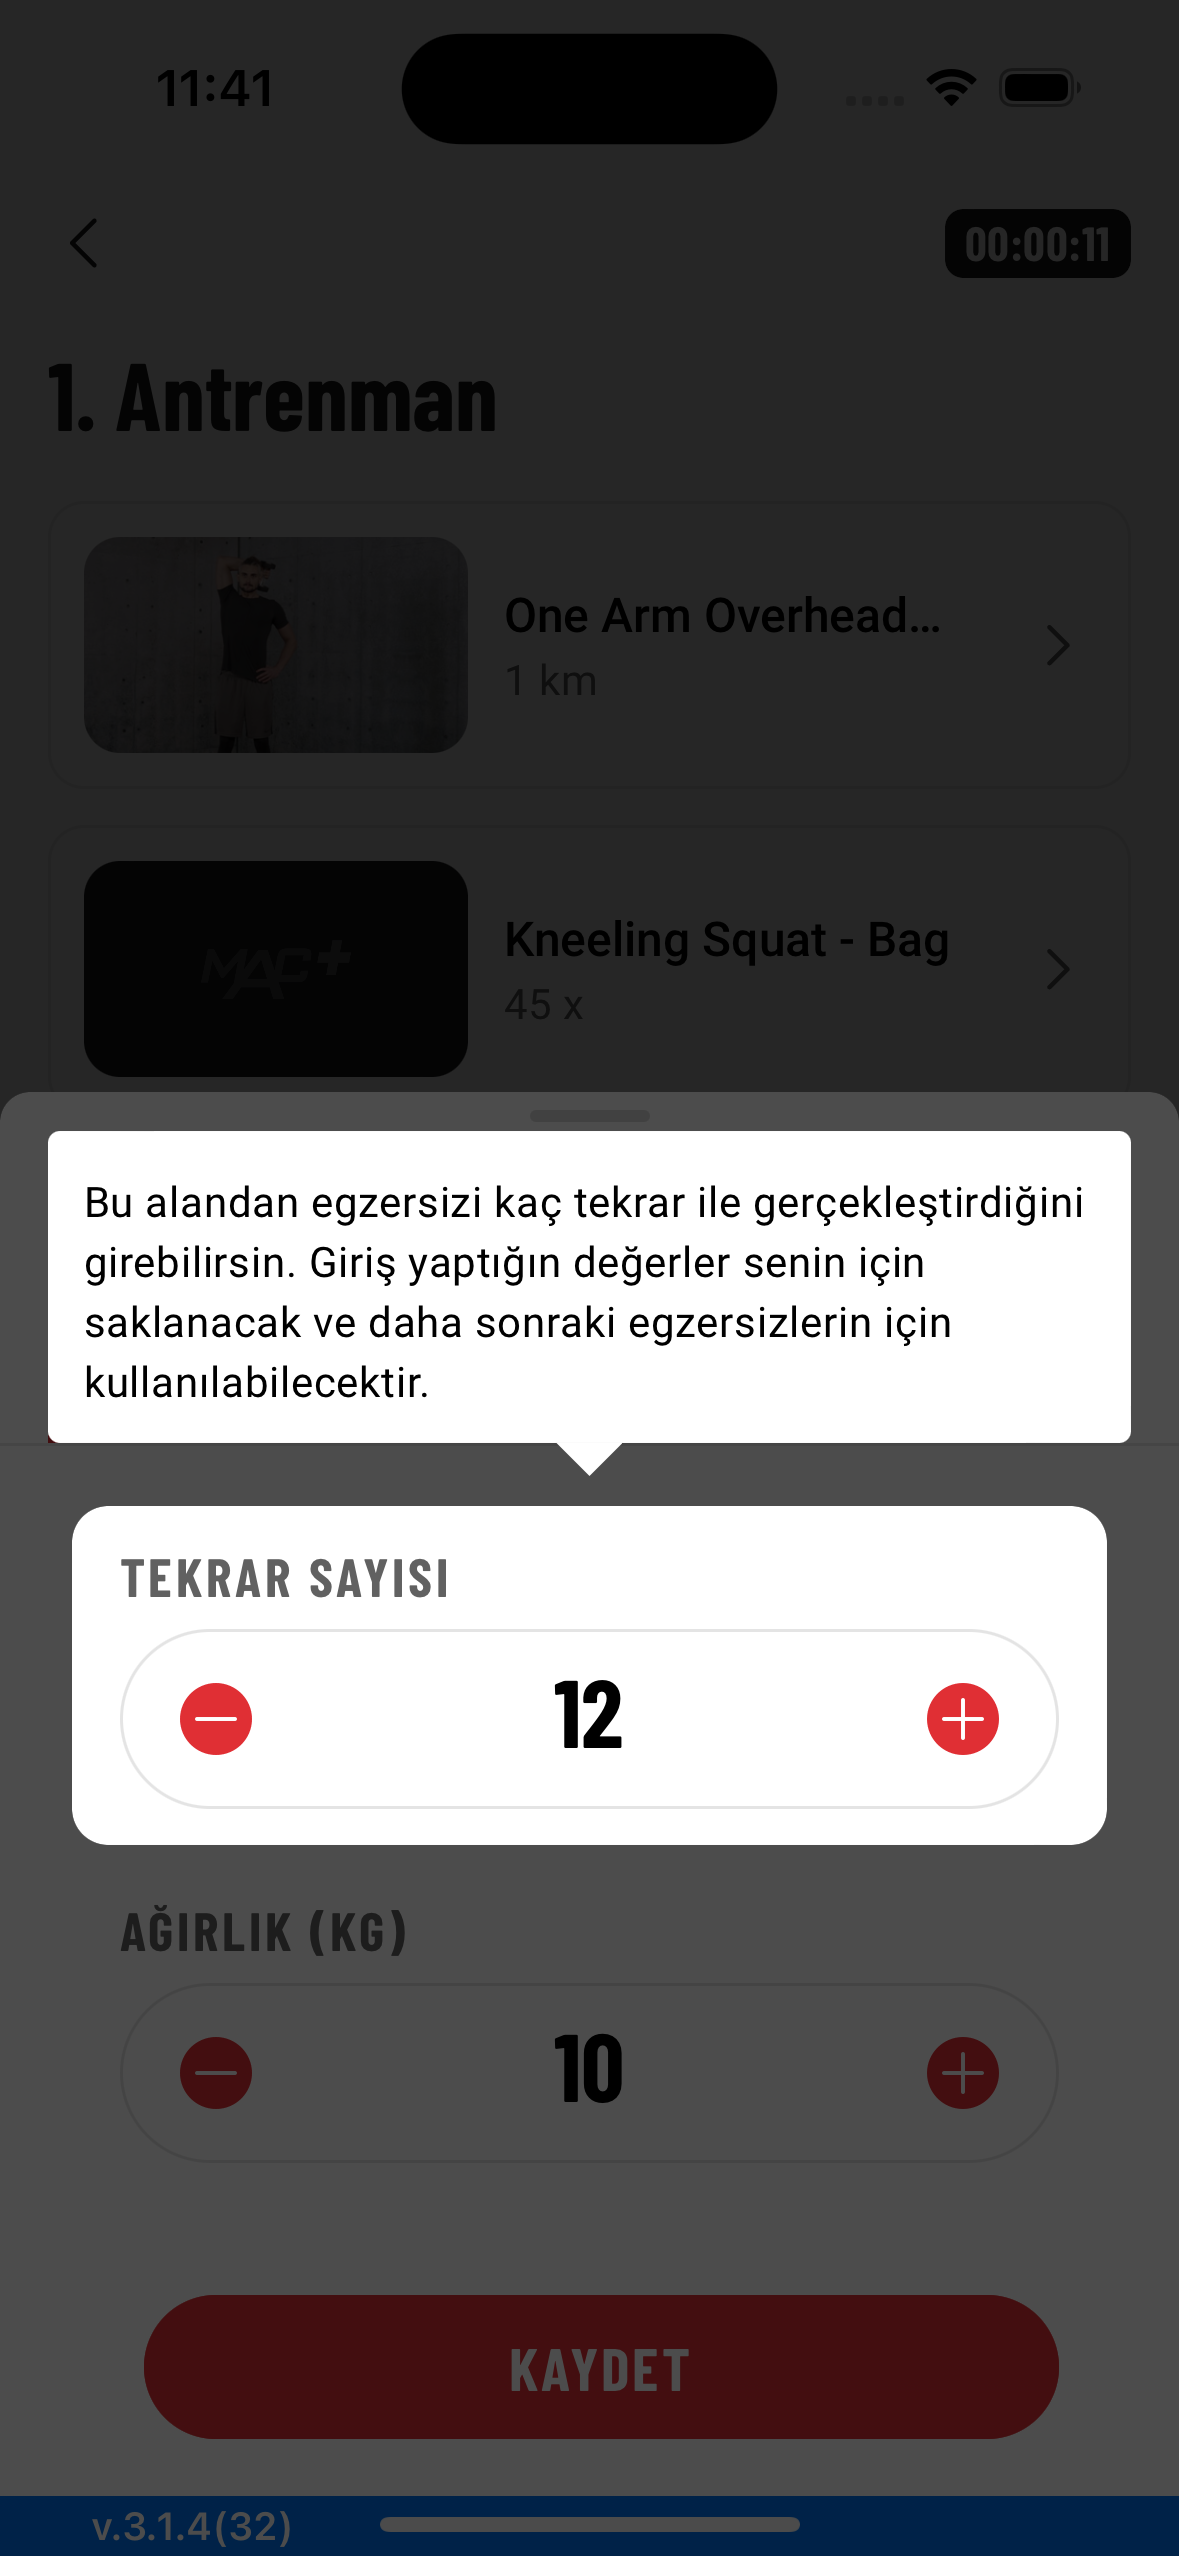 11:41
00:00:11
1. Antrenman
One Arm Overhead...
1 km
MAC+
Kneeling Squat - Bag
45 x
Bu alandan egzersizi kaç tekrar ile gerçekleştirdiğini
girebilirsin. Giriş yaptığın değerler senin için
saklanacak ve daha sonraki egzersizlerin için
kullanılabilecektir.
TEKRAR SAYISI
12
AĞIRLIK (KG)
10
KAYDET
v.3.1.4(32)